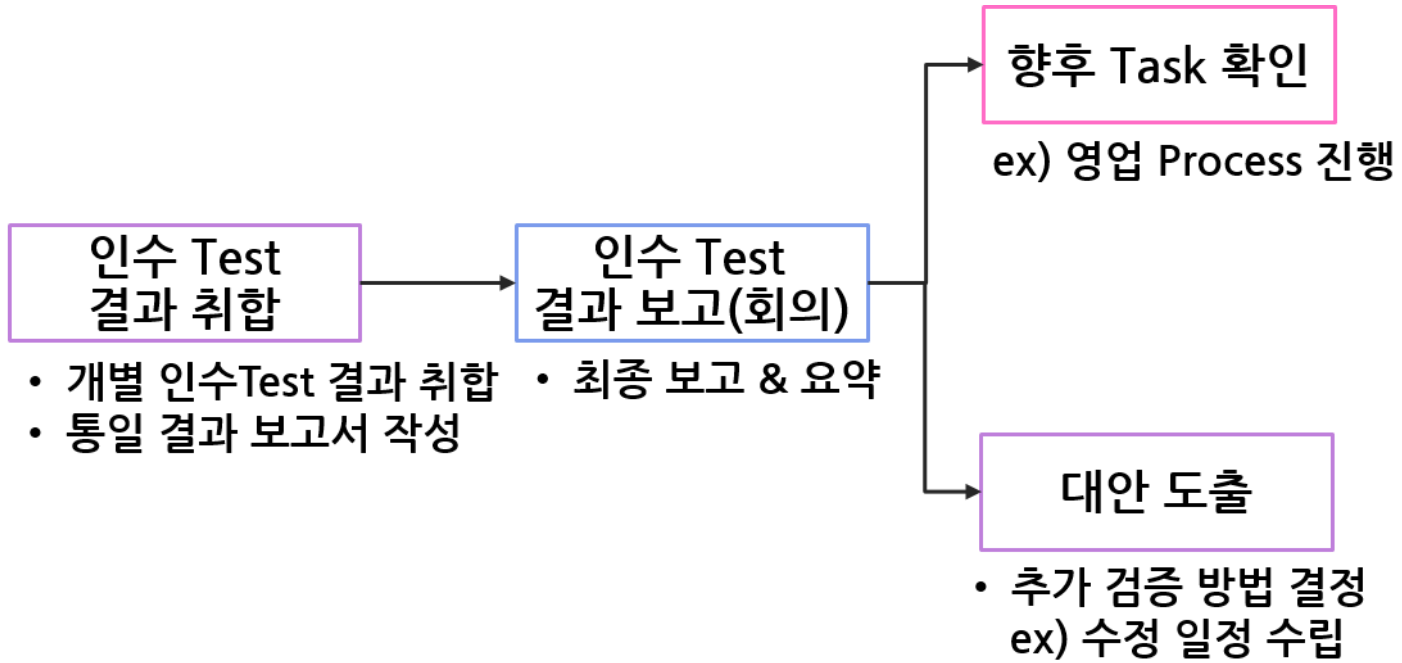 향후 Task 확인
ex) 영업 Process 진행
인수 Test
결과 취합
• 개별 인수Test 결과 취합
• 통일 결과 보고서 작성
인수 Test
결과 보고(회의)
• 최종 보고 & 요약
대안 도출
• 추가 검증 방법 결정
ex) 수정 일정 수립